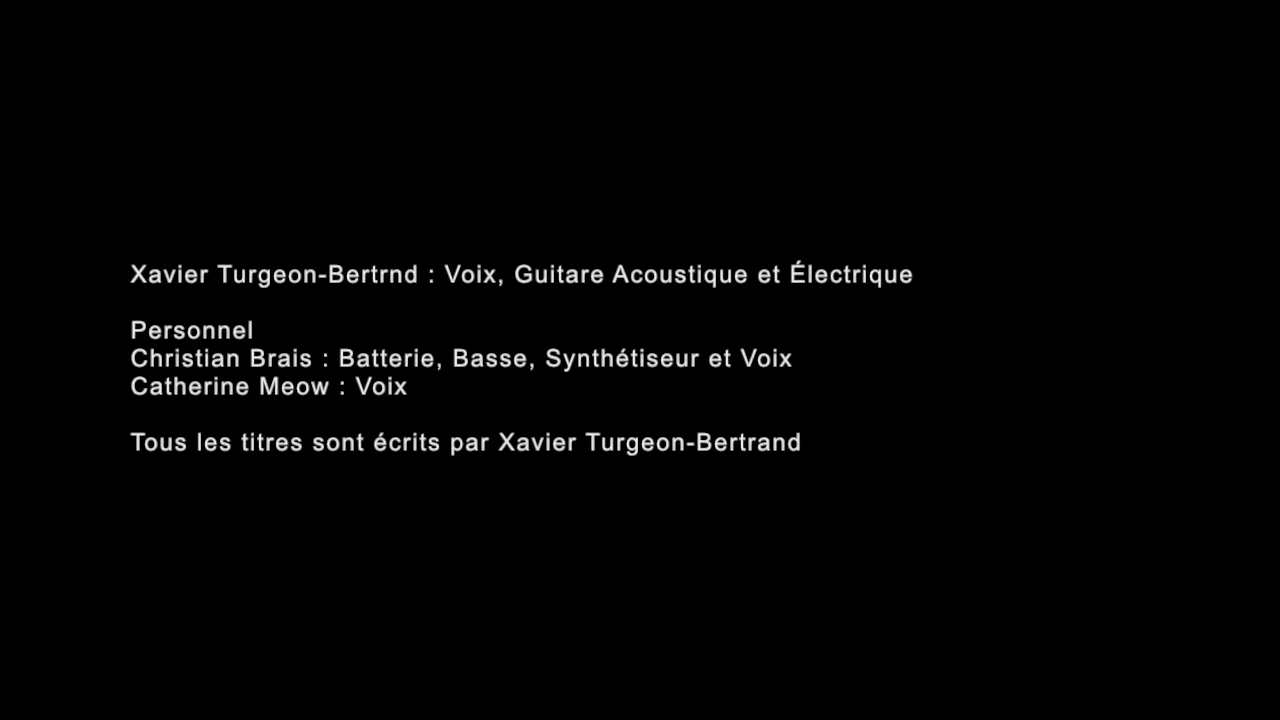 Xavier Turgeon-Bertrnd : Voix, Guitare Acoustique et Électrique
Personnel
Christian Brais : Batterie, Basse, Synthétiseur et Voix
Catherine Meow : Voix
Tous les titres sont écrits par Xavier Turgeon-Bertrand